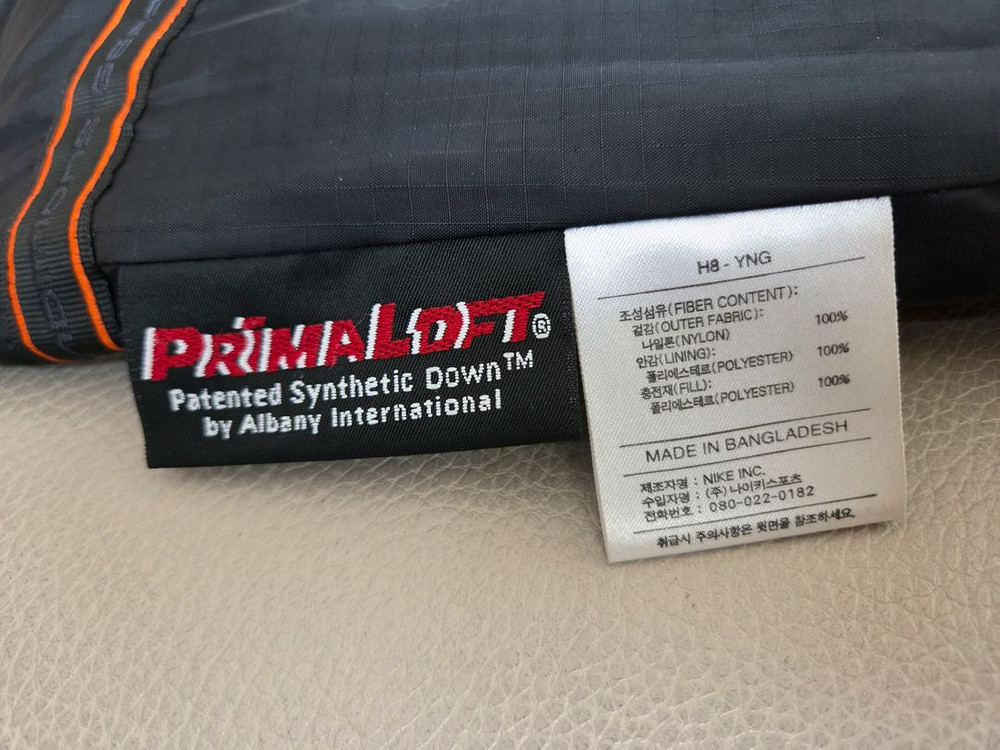 PRIMALOFT®
Patented Synthetic Down™
by Albany International
H8 - YNG
조성섬유(FIBER CONTENT):
겉감(OUTER FABRIC):
나일론(NYLON) 100%
안감(LINING):
폴리에스테르(POLYESTER) 100%
충전재(FILL):
폴리에스테르(POLYESTER) 100%
MADE IN BANGLADESH
제조자명 : NIKE INC.
수입자명 : (주)나이키스포츠
전화번호 : 080-022-0182
취급시 주의사항은 뒷면을 참조하세요.